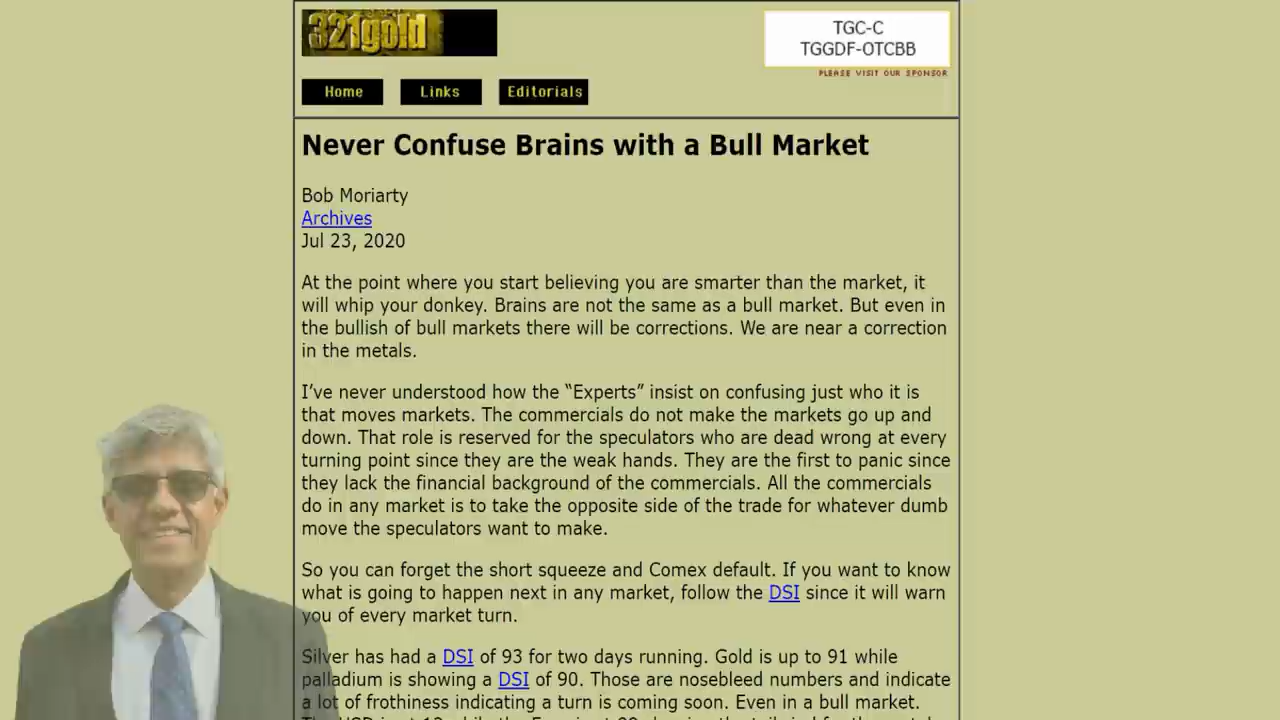 321gold
TGC-C
TGGDF-OTCBB
PLEASE VISIT OUR SPONSOR
Home
Links
Editorials
Never Confuse Brains with a Bull Market
Bob Moriarty
Archives
Jul 23, 2020
At the point where you start believing you are smarter than the market, it
will whip your donkey. Brains are not the same as a bull market. But even in
the bullish of bull markets there will be corrections. We are near a correction
in the metals.
I’ve never understood how the “Experts” insist on confusing just who it is
that moves markets. The commercials do not make the markets go up and
down. That role is reserved for the speculators who are dead wrong at every
turning point since they are the weak hands. They are the first to panic since
they lack the financial background of the commercials. All the commercials
do in any market is to take the opposite side of the trade for whatever dumb
move the speculators want to make.
So you can forget the short squeeze and Comex default. If you want to know
what is going to happen next in any market, follow the DSI since it will warn
you of every market turn.
Silver has had a DSI of 93 for two days running. Gold is up to 91 while
palladium is showing a DSI of 90. Those are nosebleed numbers and indicate
a lot of frothiness indicating a turn is coming soon. Even in a bull market.